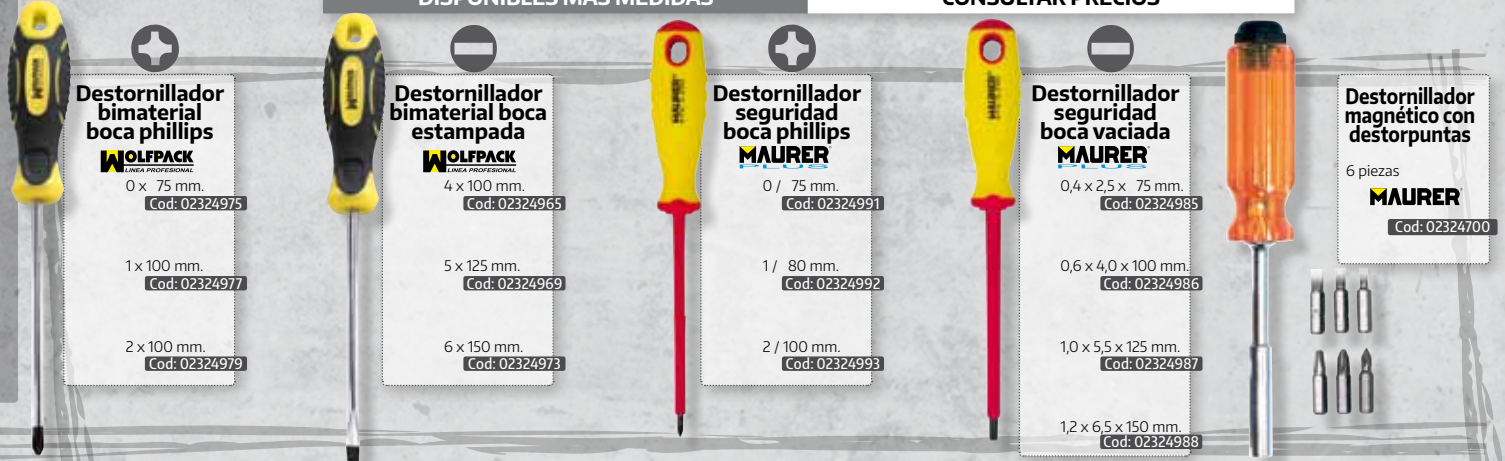 DISPONIBLES MAS MEDIDAS
CONSULTAR PRECIOS
Destornillador
bimaterial
boca phillips
WOLFPACK
LINEA PROFESIONAL
0 x 75 mm.
Cod: 02324975
1 x 100 mm.
Cod: 02324977
2 x 100 mm.
Cod: 02324979
Destornillador
bimaterial boca
estampada
WOLFPACK
LINEA PROFESIONAL
4 x 100 mm.
Cod: 02324965
5 x 125 mm.
Cod: 02324969
6 x 150 mm.
Cod: 02324973
MAURER
Destornillador
seguridad
boca phillips
MAURER
PLUS
0 / 75 mm.
Cod: 02324991
1 / 80 mm.
Cod: 02324992
2 / 100 mm.
Cod: 02324993
MAURER
Destornillador
seguridad
boca vaciada
MAURER
PLUS
0,4 x 2,5 x 75 mm.
Cod: 02324985
0,6 x 4,0 x 100 mm.
Cod: 02324986
1,0 x 5,5 x 125 mm.
Cod: 02324987
1,2 x 6,5 x 150 mm.
Cod: 02324988
Destornillador
magnético con
destorpuntas
6 piezas
MAURER
Cod: 02324700